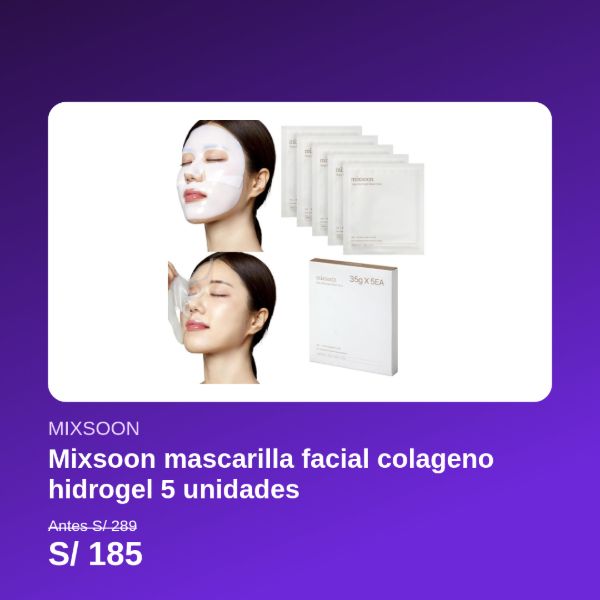 mixsoon.
mixsoon.
35g X 5EA
MIXSOON
Mixsoon mascarilla facial colageno
hidrogel 5 unidades
Antes S/ 289
S/ 185